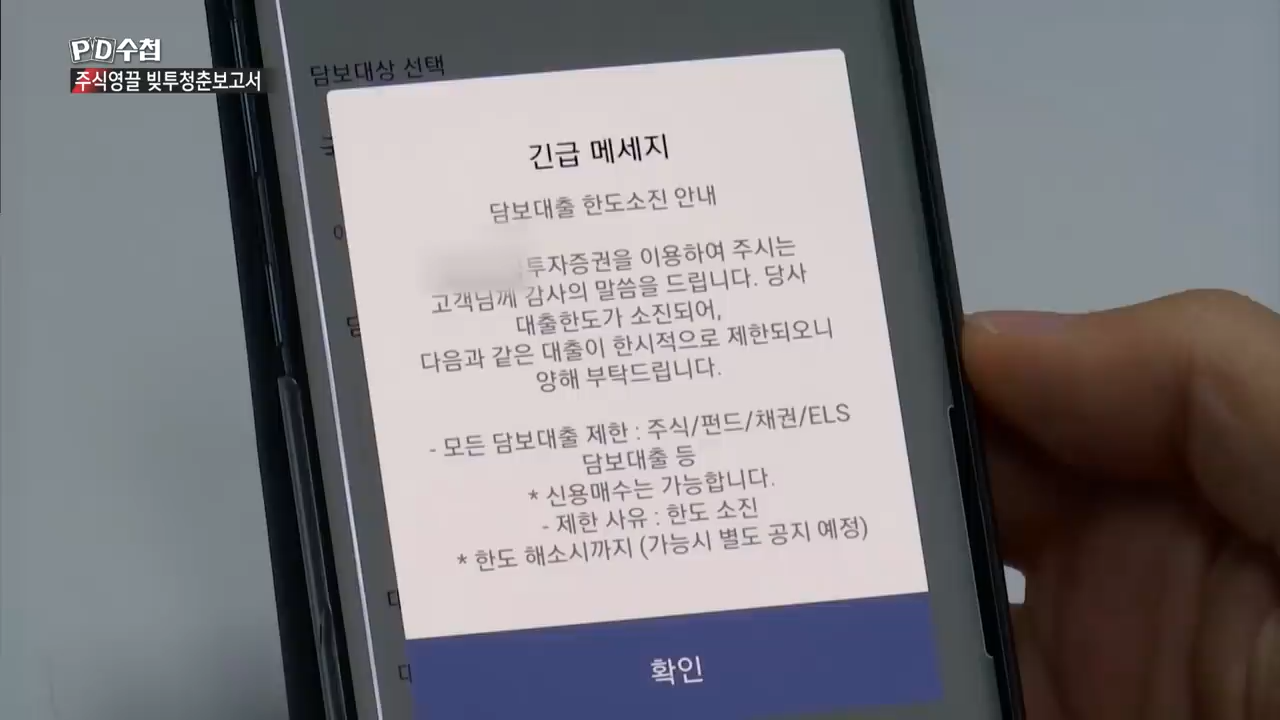 PD수첩
주식영끌 빚투청춘보고서
담보대상 선택
긴급 메세지
담보대출 한도소진 안내
투자증권을 이용하여 주시는
고객님께 감사의 말씀을 드립니다. 당사
대출한도가 소진되어,
다음과 같은 대출이 한시적으로 제한되오니
양해 부탁드립니다.
- 모든 담보대출 제한 : 주식/펀드/채권/ELS
담보대출 등
* 신용매수는 가능합니다.
- 제한 사유 : 한도 소진
* 한도 해소시까지 (가능시 별도 공지 예정)
확인